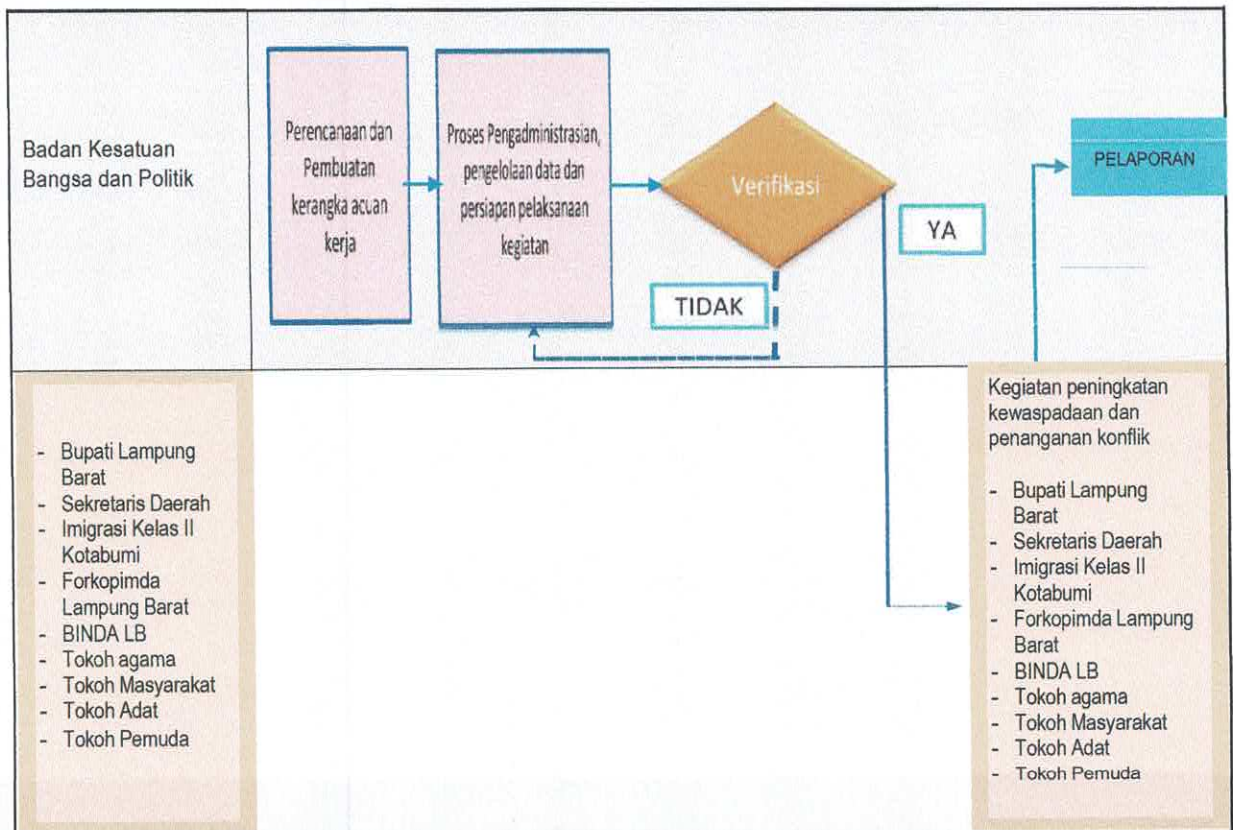 Badan Kesatuan
Bangsa dan Politik
Perencanaan dan
Pembuatan
kerangka acuan
kerja
Proses Pengadministrasian,
pengelolaan data dan
persiapan pelaksanaan
kegiatan
Verifikasi
YA
TIDAK
PELAPORAN
- Bupati Lampung
Barat
- Sekretaris Daerah
- Imigrasi Kelas II
Kotabumi
- Forkopimda
Lampung Barat
- BINDA LB
- Tokoh agama
- Tokoh Masyarakat
- Tokoh Adat
- Tokoh Pemuda
Kegiatan peningkatan
kewaspadaan dan
penanganan konflik
- Bupati Lampung
Barat
- Sekretaris Daerah
- Imigrasi Kelas II
Kotabumi
- Forkopimda Lampung
Barat
- BINDA LB
- Tokoh agama
- Tokoh Masyarakat
- Tokoh Adat
- Tokoh Pemuda